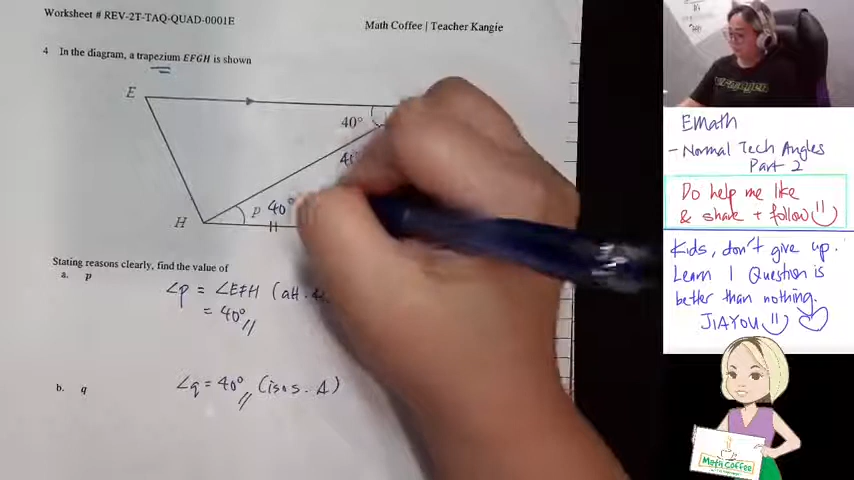 Worksheet # REV-2T-TAQ-QUAD-0001E
Math Coffee | Teacher Kangie
4 In the diagram, a trapezium EFGH is shown
E
40°
H
p 40°
Stating reasons clearly, find the value of
a. p
∠p = ∠EFH (alt.
= 40°
b. q
∠q = 40° (isos. Δ)
EMath
- Normal Tech Angles
Part 2
Do help me like
& share + follow
Kids, don't give up.
Learn 1 Question is
better than nothing.
JIAYOU
Math Coffee